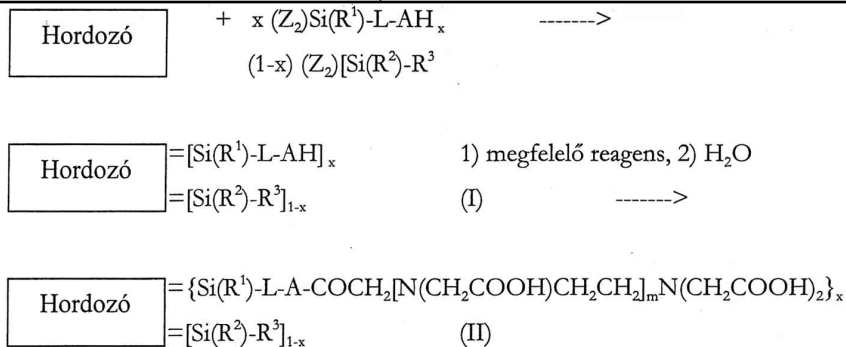 Hordozó + x (Z₂)Si(R¹)-L-AHₓ ------->
(1-x) (Z₂)[Si(R²)-R³
Hordozó =[Si(R¹)-L-AH]ₓ 1) megfelelő reagens, 2) H₂O
=[Si(R²)-R³]₁₋ₓ (I) ------->
Hordozó ={Si(R¹)-L-A-COCH₂[N(CH₂COOH)CH₂CH₂]ₘN(CH₂COOH)₂}ₓ
=[Si(R²)-R³]₁₋ₓ (II)